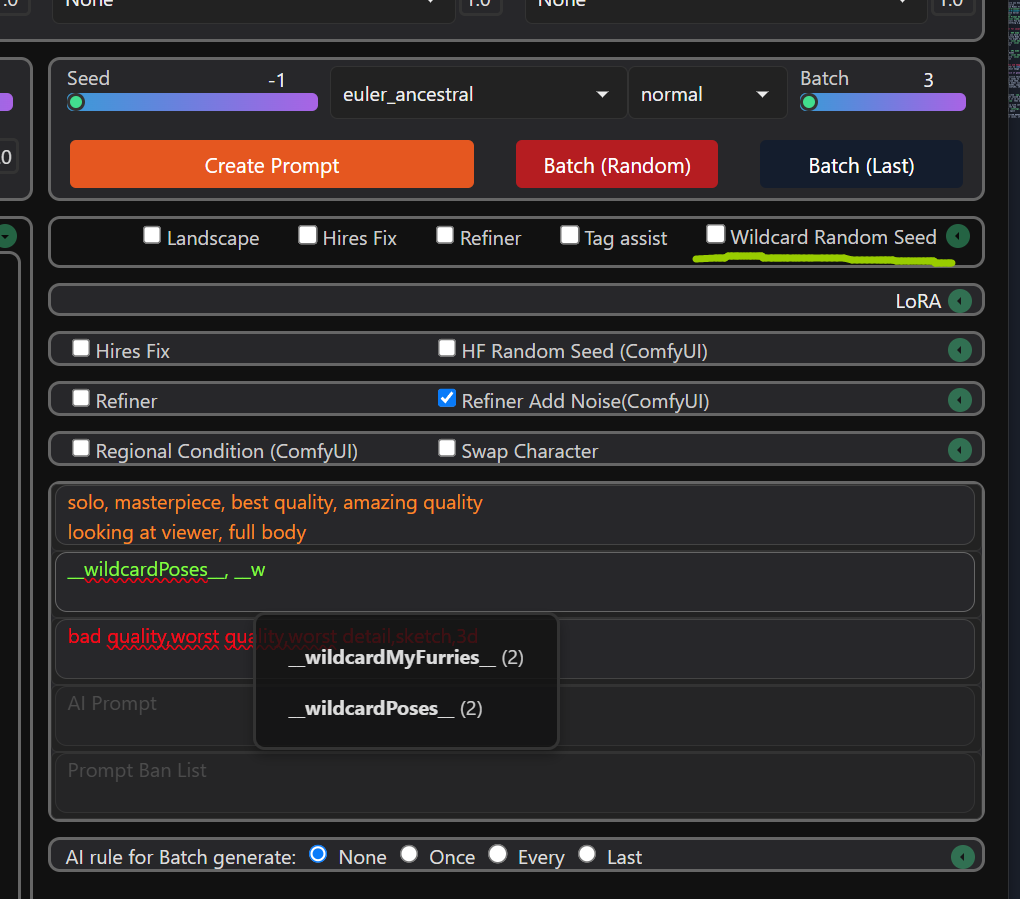 None
1.0
None
1.0
Seed -1
euler_ancestral
normal
Batch 3
Create Prompt
Batch (Random)
Batch (Last)
Landscape
Hires Fix
Refiner
Tag assist
Wildcard Random Seed
LoRA
Hires Fix
HF Random Seed (ComfyUI)
Refiner
Refiner Add Noise(ComfyUI)
Regional Condition (ComfyUI)
Swap Character
solo, masterpiece, best quality, amazing quality
looking at viewer, full body
__wildcardPoses__, __w
bad quality,worst quality,worst detail,sketch,3d
__wildcardMyFurries__ (2)
__wildcardPoses__ (2)
AI Prompt
Prompt Ban List
AI rule for Batch generate: None Once Every Last